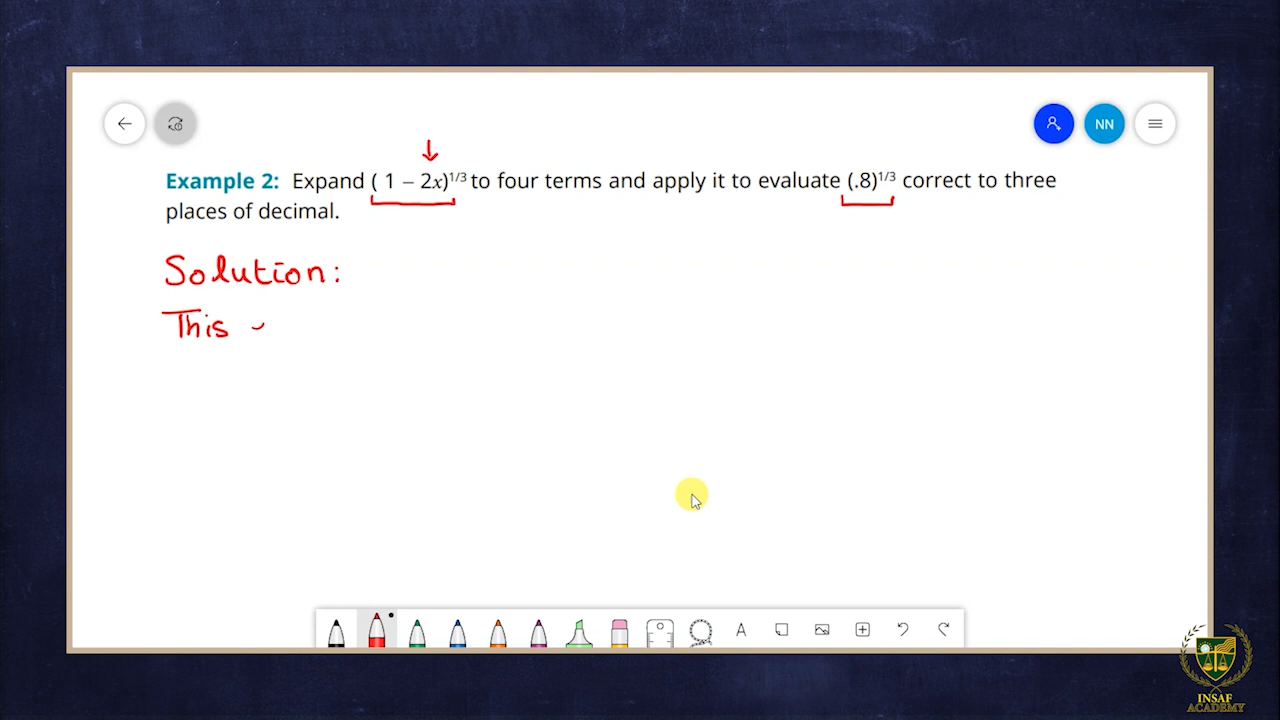 NN
Example 2: Expand ( 1 – 2x)^1/3 to four terms and apply it to evaluate (.8)^1/3 correct to three
places of decimal.
Solution:
This
A
INSAF
ACADEMY